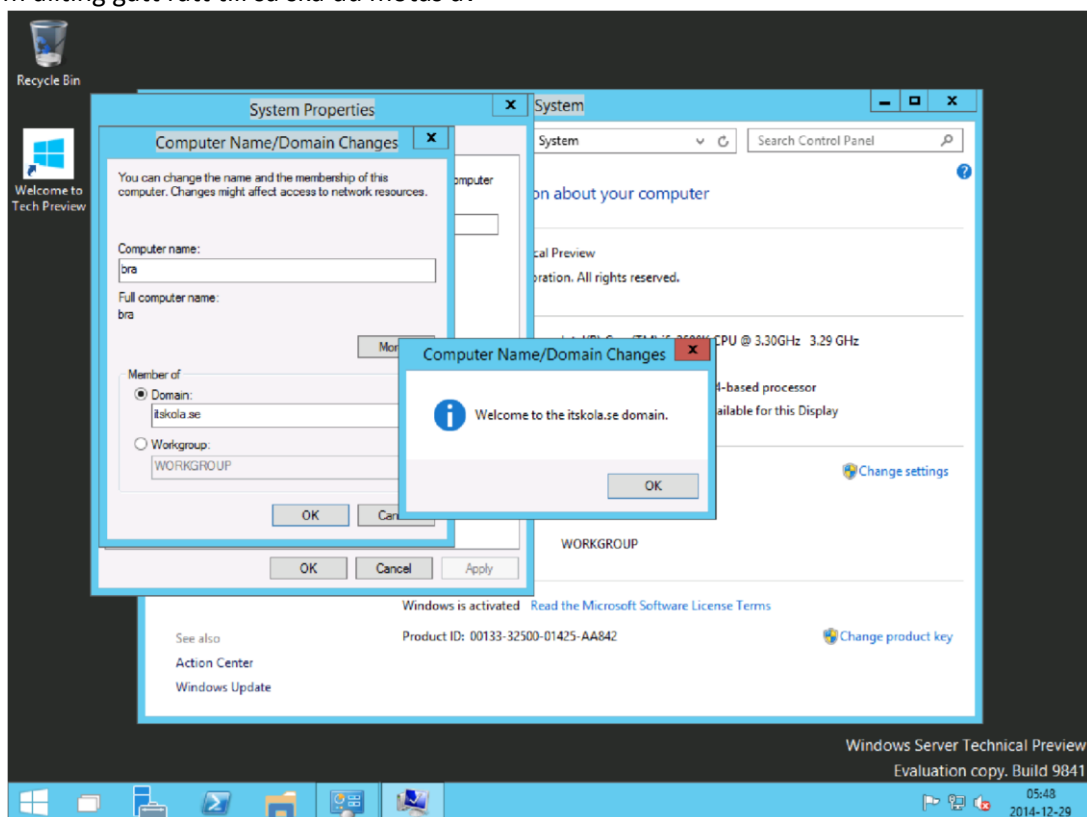 Recycle Bin
Welcome to
Tech Preview
System Properties
System
Computer Name/Domain Changes
System
Search Control Panel
You can change the name and the membership of this
computer. Changes might affect access to network resources.
omputer
on about your computer
Computer name:
bra
cal Preview
oration. All rights reserved.
Full computer name:
bra
CPU @ 3.30GHz 3.29 GHz
Mor
Computer Name/Domain Changes
Member of
Domain:
itskola.se
4-based processor
ailable for this Display
Welcome to the itskola.se domain.
Workgroup:
WORKGROUP
Change settings
OK
OK
Can
WORKGROUP
OK
Cancel
Apply
Windows is activated Read the Microsoft Software License Terms
See also
Product ID: 00133-32500-01425-AA842
Change product key
Action Center
Windows Update
Windows Server Technical Preview
Evaluation copy. Build 9841
05:48
2014-12-29